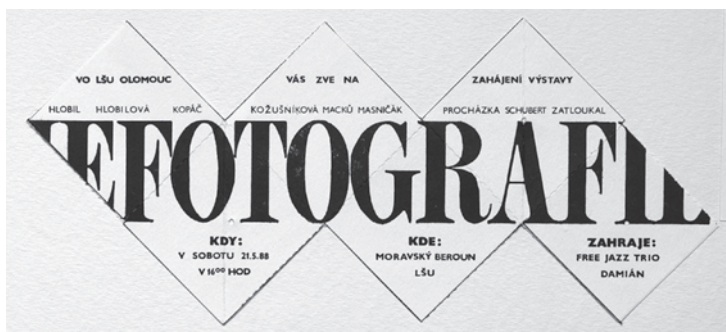 VO LŠU OLOMOUC VÁS ZVE NA ZAHÁJENÍ VÝSTAVY
HLOBIL HLOBILOVÁ KOPÁČ KOŽUŠNÍKOVÁ MACKŮ MASNIČÁK PROCHÁZKA SCHUBERT ZATLOUKAL
EFOTOGRAFI
KDY: KDE: ZAHRAJE:
V SOBOTU 21.5.88 MORAVSKÝ BEROUN FREE JAZZ TRIO
V 16⁰⁰ HOD LŠU DAMIÁN